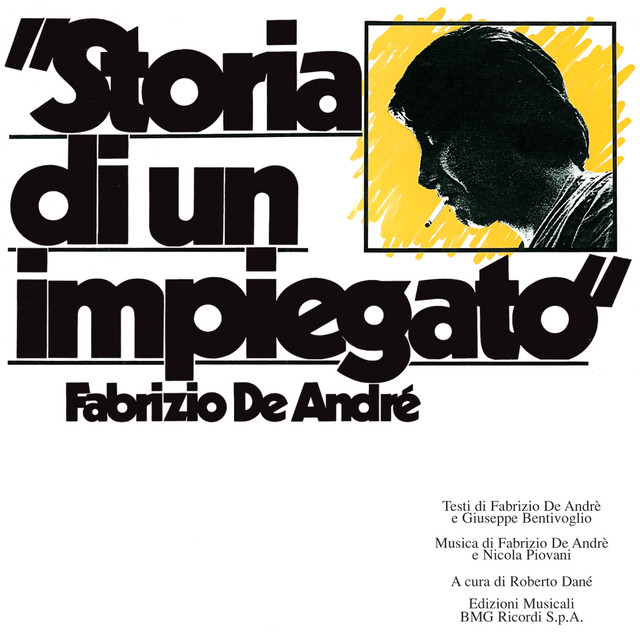 "Storia
di un
impiegato"
Fabrizio De André
Testi di Fabrizio De Andrè
e Giuseppe Bentivoglio
Musica di Fabrizio De Andrè
e Nicola Piovani
A cura di Roberto Dané
Edizioni Musicali
BMG Ricordi S.p.A.